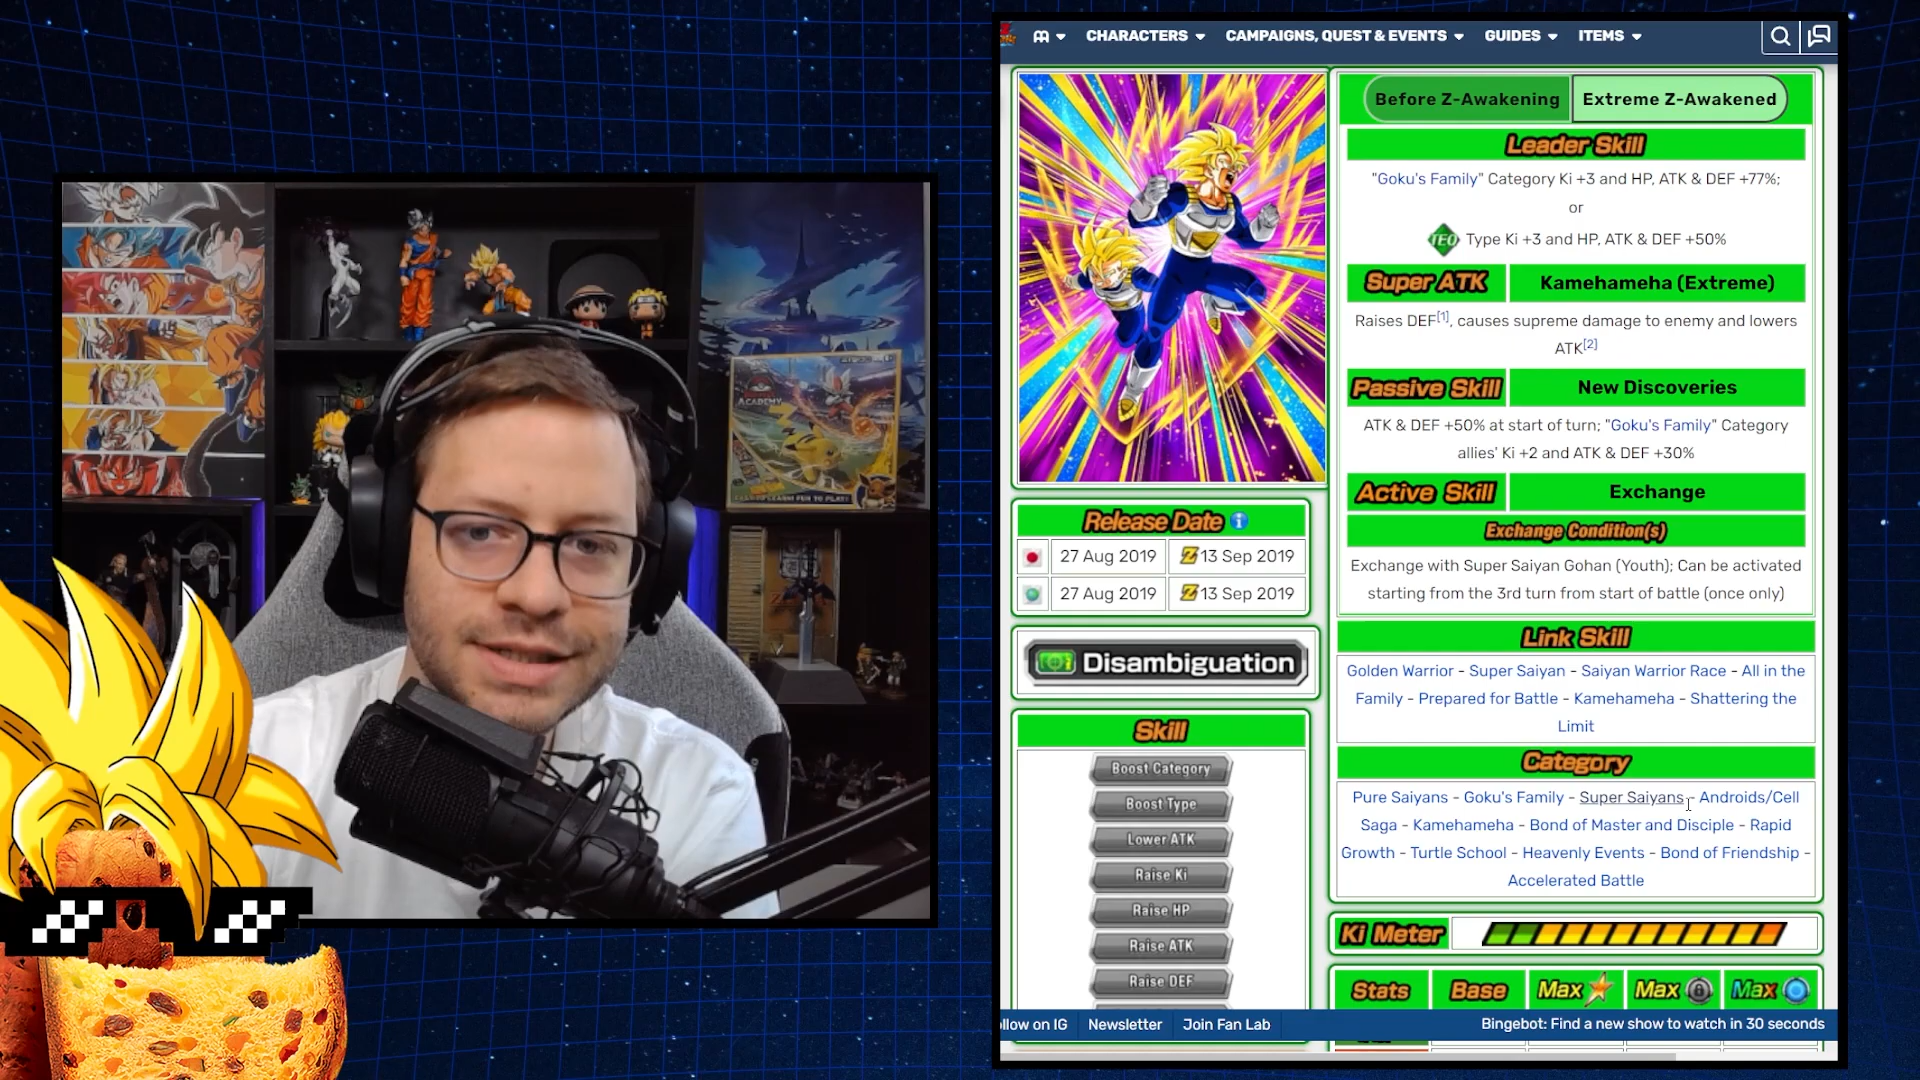 CHARACTERS CAMPAIGNS, QUEST & EVENTS GUIDES ITEMS
Before Z-Awakening Extreme Z-Awakened
Leader Skill
"Goku's Family" Category Ki +3 and HP, ATK & DEF +77%;
or
TEQ Type Ki +3 and HP, ATK & DEF +50%
Super ATK Kamehameha (Extreme)
Raises DEF[1], causes supreme damage to enemy and lowers
ATK[2]
Passive Skill New Discoveries
ATK & DEF +50% at start of turn; "Goku's Family" Category
allies' Ki +2 and ATK & DEF +30%
Active Skill Exchange
Exchange Condition(s)
Exchange with Super Saiyan Gohan (Youth); Can be activated
starting from the 3rd turn from start of battle (once only)
Link Skill
Golden Warrior - Super Saiyan - Saiyan Warrior Race - All in the
Family - Prepared for Battle - Kamehameha - Shattering the
Limit
Category
Pure Saiyans - Goku's Family - Super Saiyans - Androids/Cell
Saga - Kamehameha - Bond of Master and Disciple - Rapid
Growth - Turtle School - Heavenly Events - Bond of Friendship -
Accelerated Battle
Ki Meter
Stats Base Max Max Max
Release Date
27 Aug 2019 Z 13 Sep 2019
27 Aug 2019 Z 13 Sep 2019
Disambiguation
Skill
Boost Category
Boost Type
Lower ATK
Raise Ki
Raise HP
Raise ATK
Raise DEF
llow on IG Newsletter Join Fan Lab
Bingebot: Find a new show to watch in 30 seconds
ACADEMY